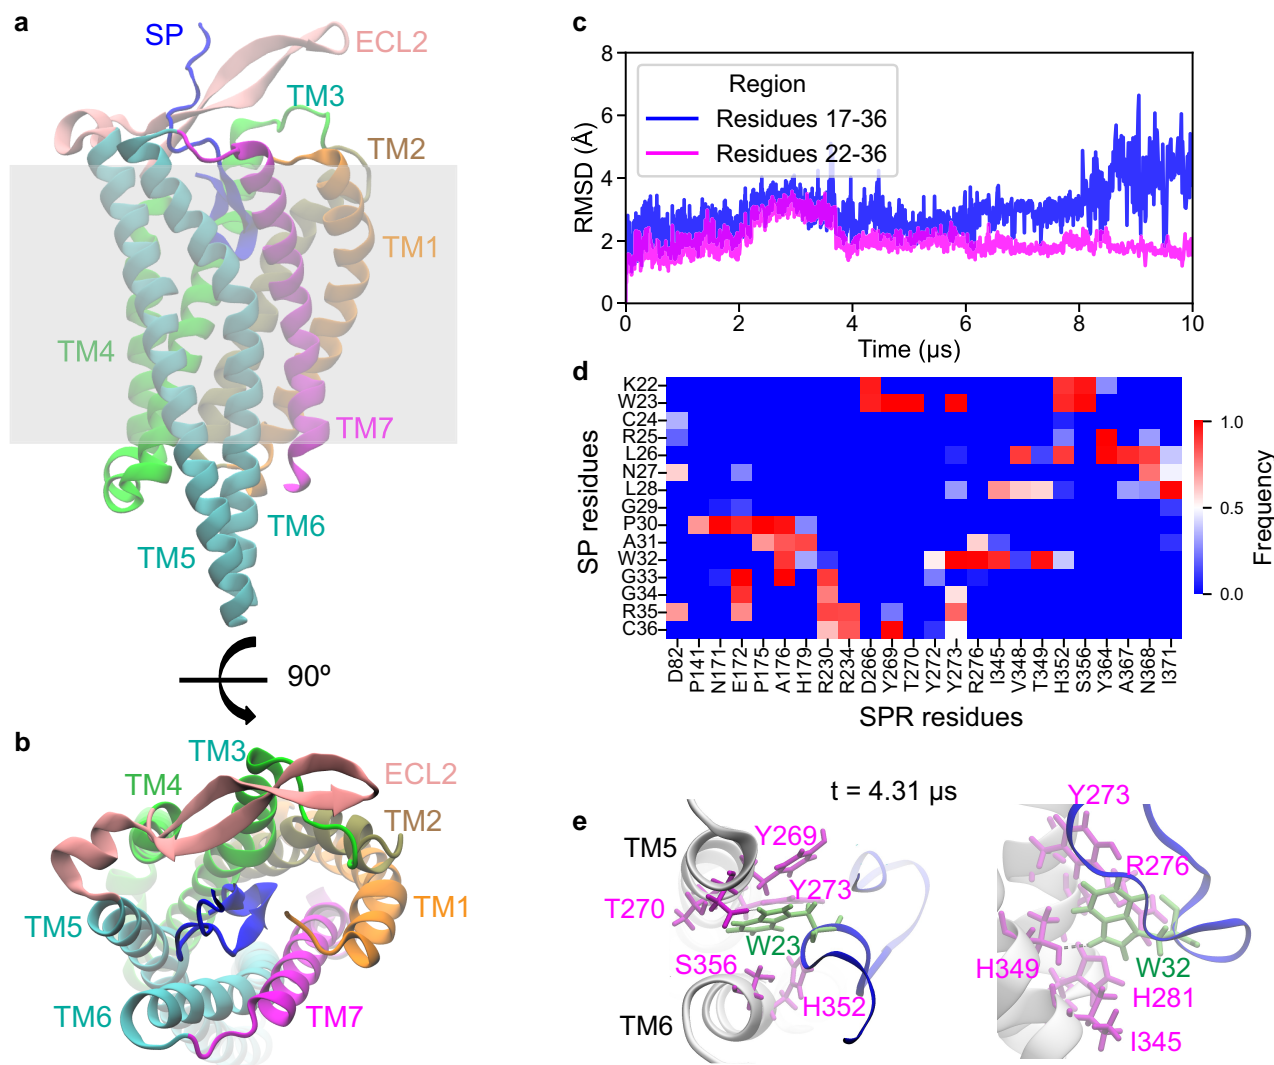 a
SP
ECL2
TM3
TM2
TM1
TM4
TM7
TM6
TM5
90º
b
TM3
TM4
ECL2
TM2
TM5
TM1
TM6
TM7
c
8
6
4
2
0
RMSD (Å)
Region
Residues 17-36
Residues 22-36
0 2 4 6 8 10
Time (µs)
d
SP residues
K22
W23
C24
R25
L26
N27
L28
G29
P30
A31
W32
G33
G34
R35
C36
D82 P141 N171 E172 P175 A176 H179 R230 R234 D266 Y269 T270 Y272 Y273 R276 I345 V348 T349 H352 S356 Y364 A367 N368 I371
SPR residues
1.0
0.5
0.0
Frequency
e
t = 4.31 µs
TM5
Y269
Y273
T270
W23
S356
H352
TM6
Y273
R276
W32
H349
H281
I345